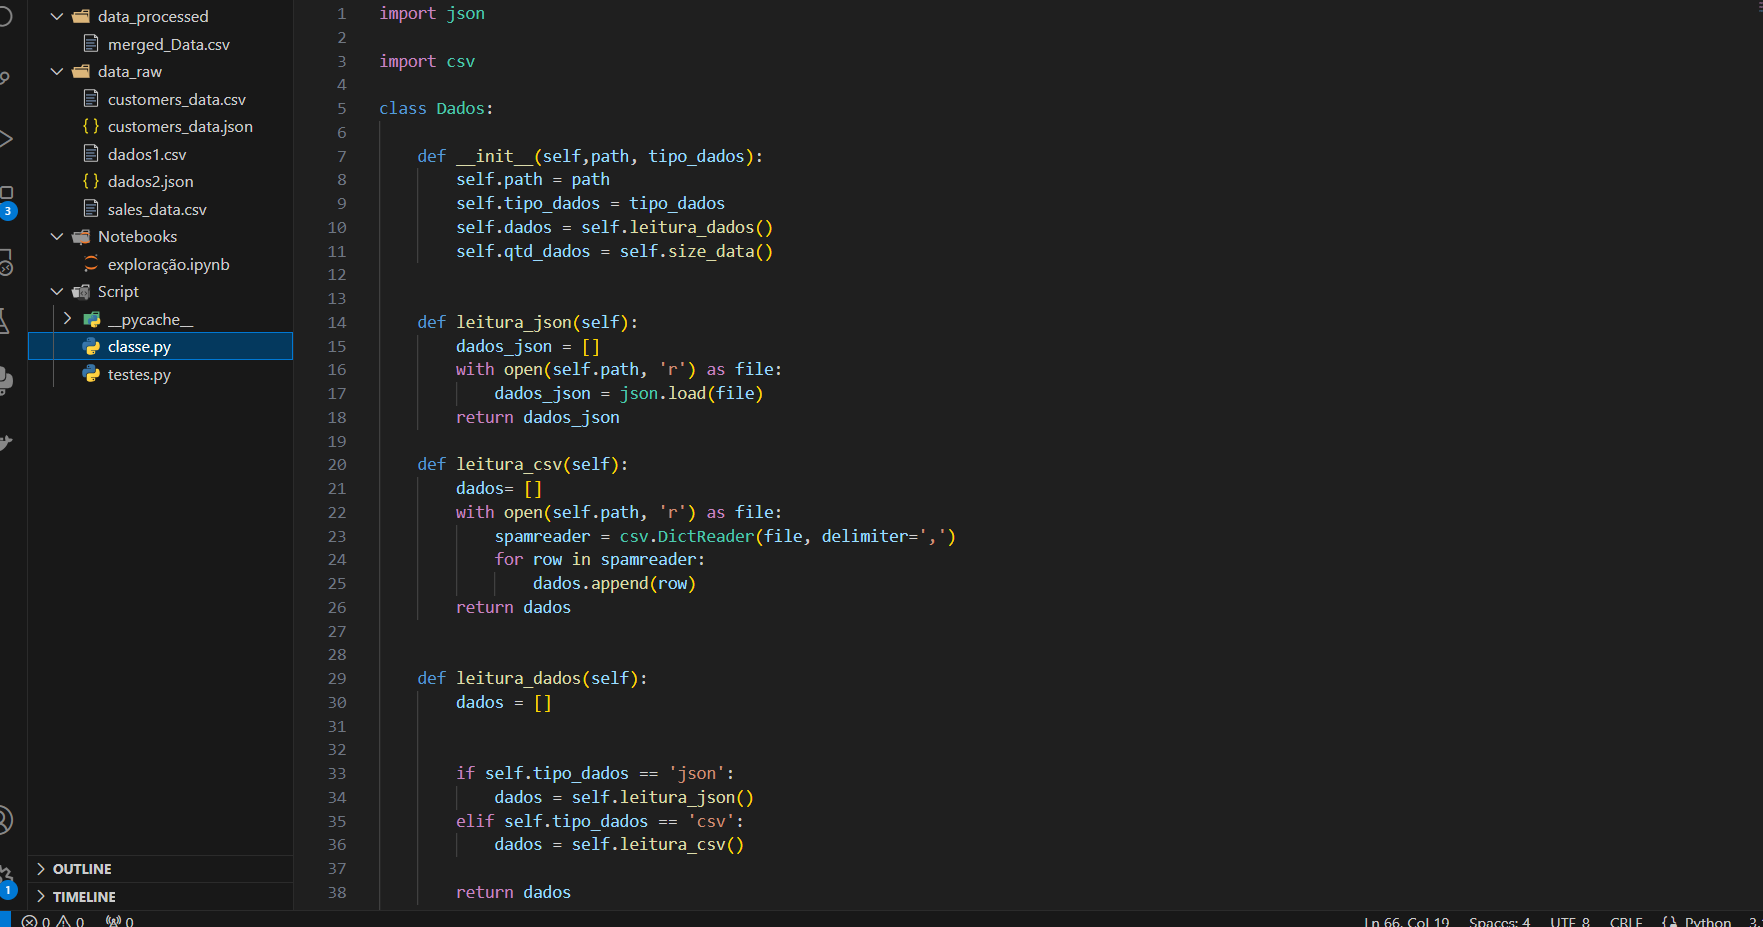 data_processed
merged_Data.csv
data_raw
customers_data.csv
customers_data.json
dados1.csv
dados2.json
sales_data.csv
Notebooks
exploração.ipynb
Script
__pycache__
classe.py
testes.py
OUTLINE
TIMELINE
3
1
1 import json
2
3 import csv
4
5 class Dados:
6
7     def __init__(self,path, tipo_dados):
8         self.path = path
9         self.tipo_dados = tipo_dados
10         self.dados = self.leitura_dados()
11         self.qtd_dados = self.size_data()
12
13
14     def leitura_json(self):
15         dados_json = []
16         with open(self.path, 'r') as file:
17             dados_json = json.load(file)
18         return dados_json
19
20     def leitura_csv(self):
21         dados= []
22         with open(self.path, 'r') as file:
23             spamreader = csv.DictReader(file, delimiter=',')
24             for row in spamreader:
25                 dados.append(row)
26         return dados
27
28
29     def leitura_dados(self):
30         dados = []
31
32
33         if self.tipo_dados == 'json':
34             dados = self.leitura_json()
35         elif self.tipo_dados == 'csv':
36             dados = self.leitura_csv()
37
38         return dados
0 0 0
Ln 66, Col 19 Spaces: 4 UTF-8 CRLF Python